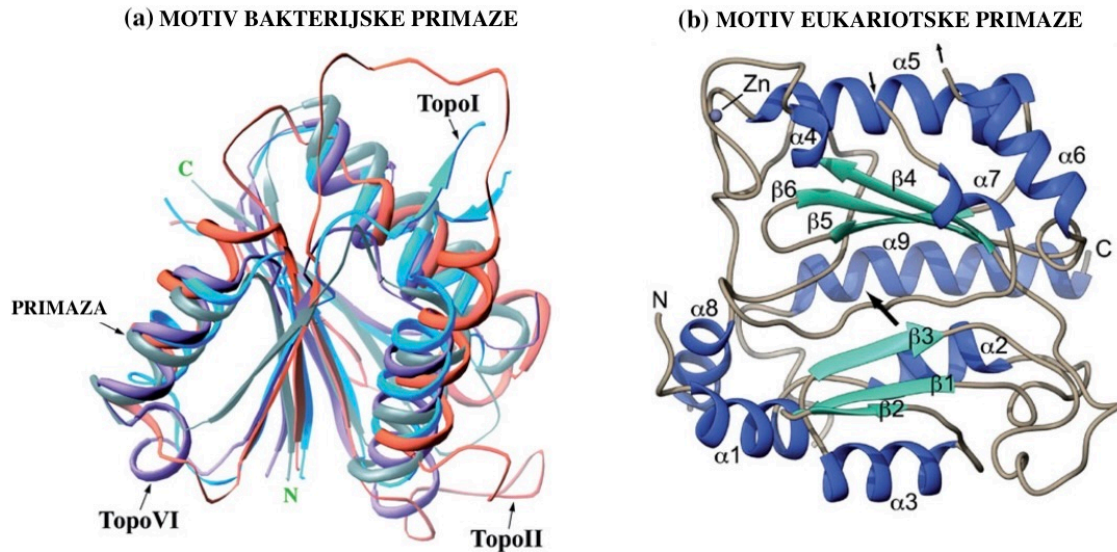 (a) MOTIV BAKTERIJSKE PRIMAZE
TopoI
C
PRIMAZA
TopoVI
N
TopoII
(b) MOTIV EUKARIOTSKE PRIMAZE
α5
Zn
α4
α6
β4
α7
β6
β5
α9
C
N
α8
β3
α2
β1
β2
α1
α3